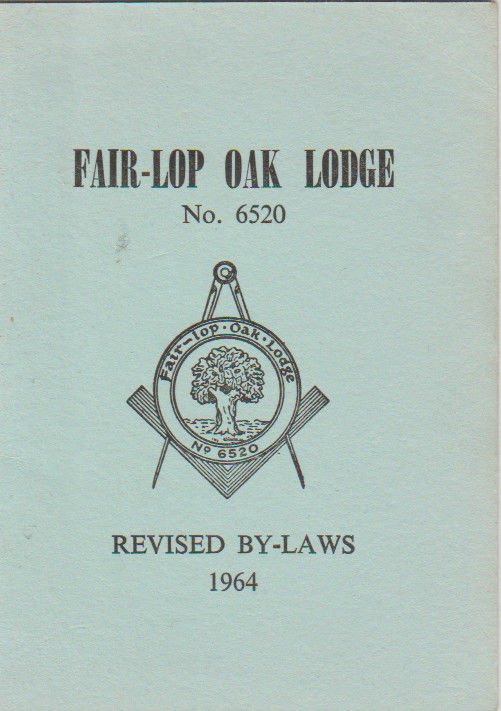 FAIR-LOP OAK LODGE
No. 6520
Fair-lop·Oak·Lodge
No 6520
REVISED BY-LAWS
1964